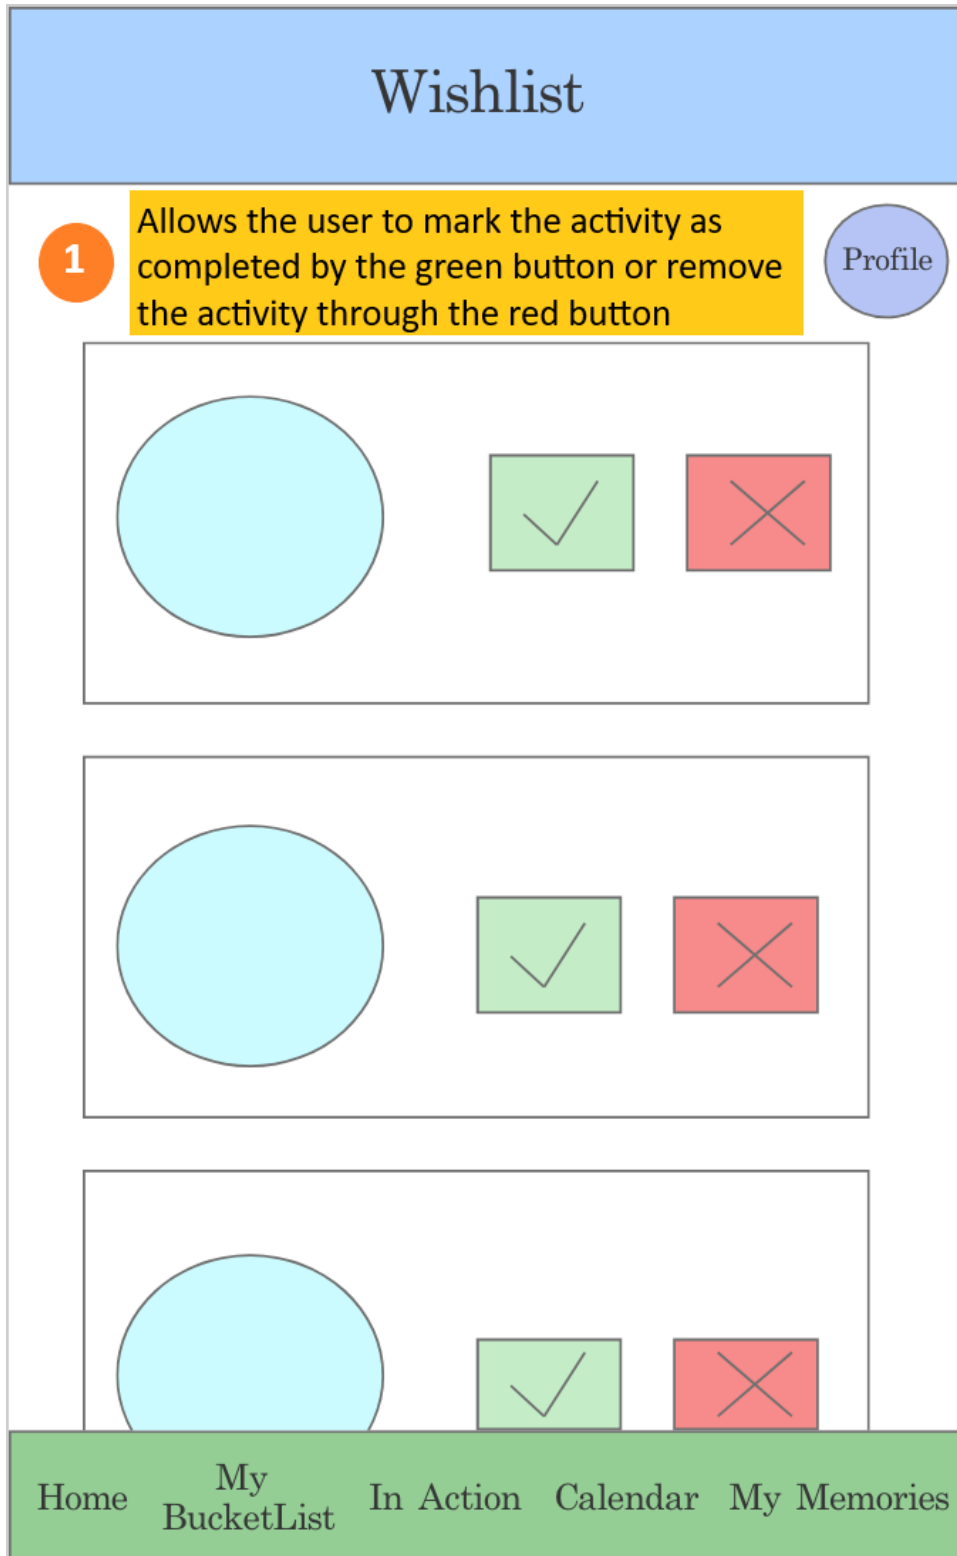 Wishlist
1
Allows the user to mark the activity as
completed by the green button or remove
the activity through the red button
Profile
Home
My
BucketList
In Action
Calendar
My Memories